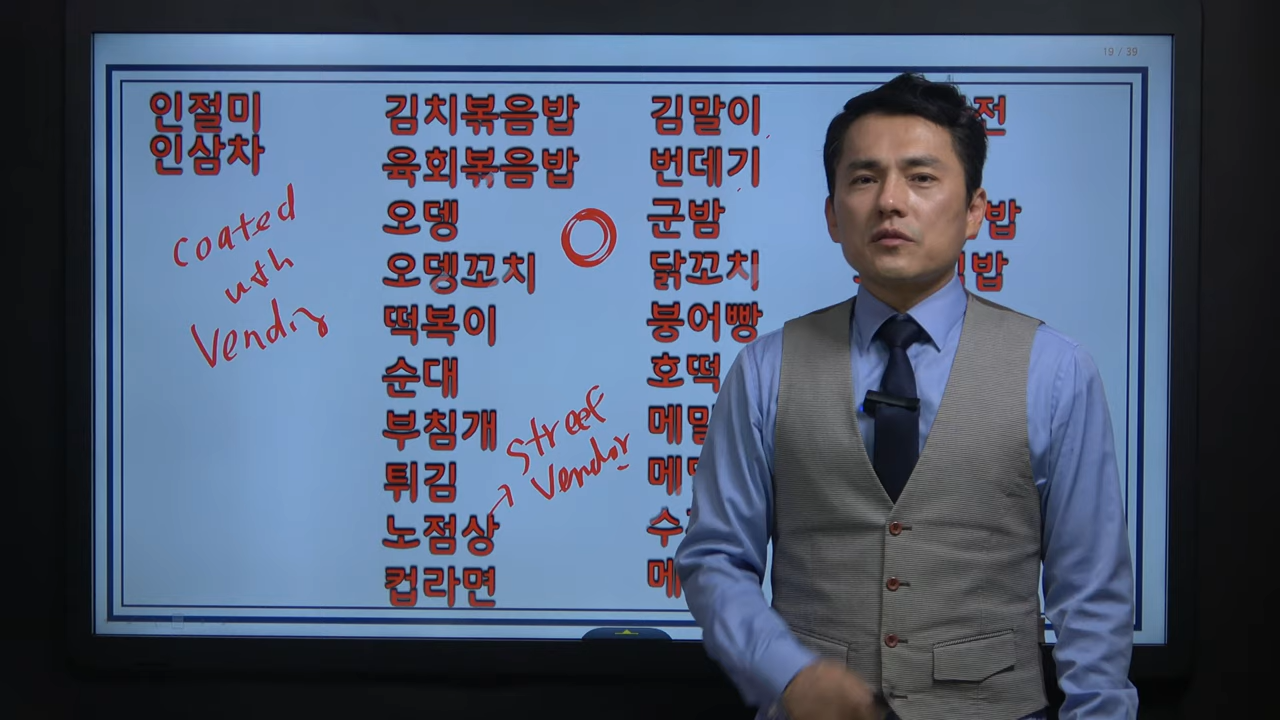 19 / 39
인절미
인삼차
coated
with
Vending
김치볶음밥
육회볶음밥
오뎅
오뎅꼬치
떡볶이
순대
부침개
튀김
노점상
컵라면
street
vendor
김말이
번데기
군밤
닭꼬치
붕어빵
호떡
전
밥
밥